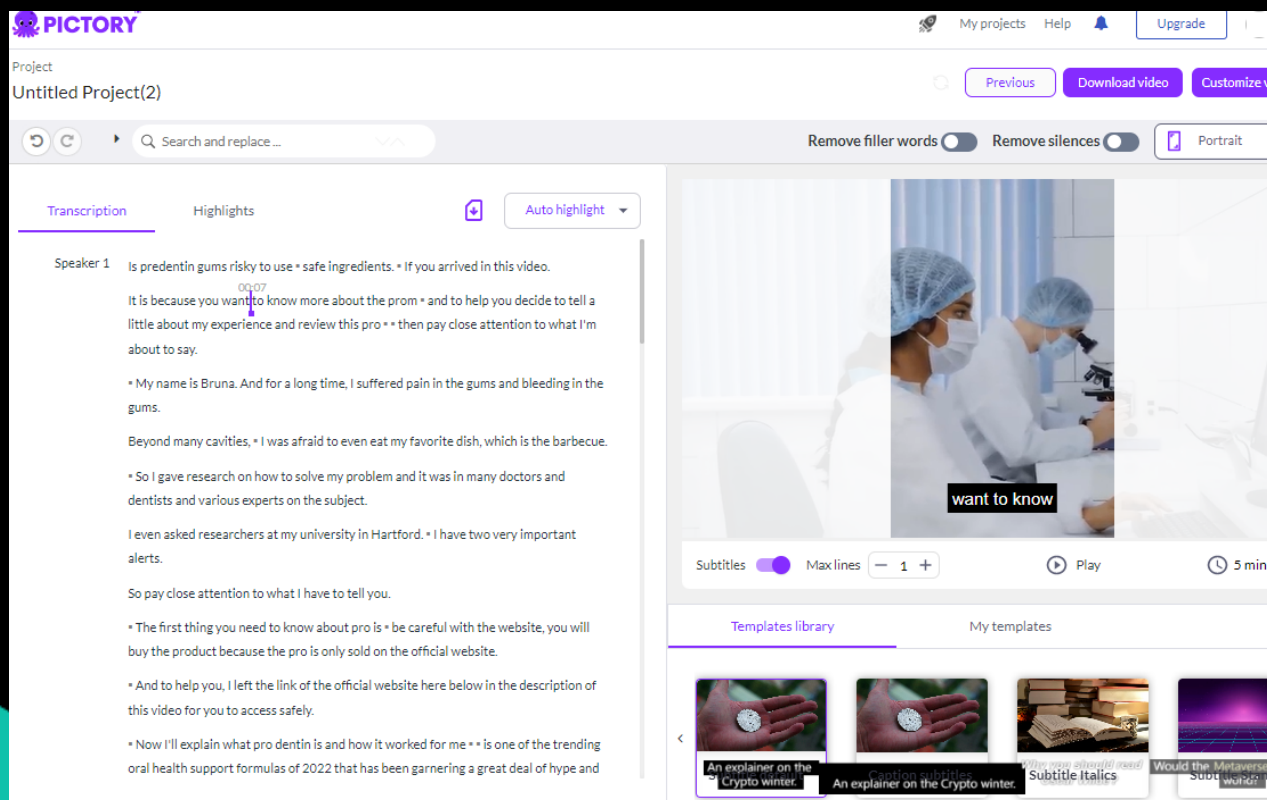 PICTORY
My projects Help Upgrade
Project
Untitled Project(2)
Previous Download video Customize
Search and replace ...
Remove filler words Remove silences Portrait
Transcription Highlights Auto highlight
Speaker 1 Is predentin gums risky to use • safe ingredients. • If you arrived in this video.
00:07
It is because you want to know more about the prom • and to help you decide to tell a
little about my experience and review this pro • • then pay close attention to what I'm
about to say.
• My name is Bruna. And for a long time, I suffered pain in the gums and bleeding in the
gums.
Beyond many cavities, • I was afraid to even eat my favorite dish, which is the barbecue.
• So I gave research on how to solve my problem and it was in many doctors and
dentists and various experts on the subject.
I even asked researchers at my university in Hartford. • I have two very important
alerts.
So pay close attention to what I have to tell you.
• The first thing you need to know about pro is • be careful with the website, you will
buy the product because the pro is only sold on the official website.
• And to help you, I left the link of the official website here below in the description of
this video for you to access safely.
• Now I'll explain what pro dentin is and how it worked for me • • is one of the trending
oral health support formulas of 2022 that has been garnering a great deal of hype and
want to know
Subtitles Max lines 1 Play 5 min
Templates library My templates
An explainer on the
Crypto winter.
Caption subtitles
An explainer on the Crypto winter.
Why you should read
Subtitle Italics
Would the Metaverse
world?